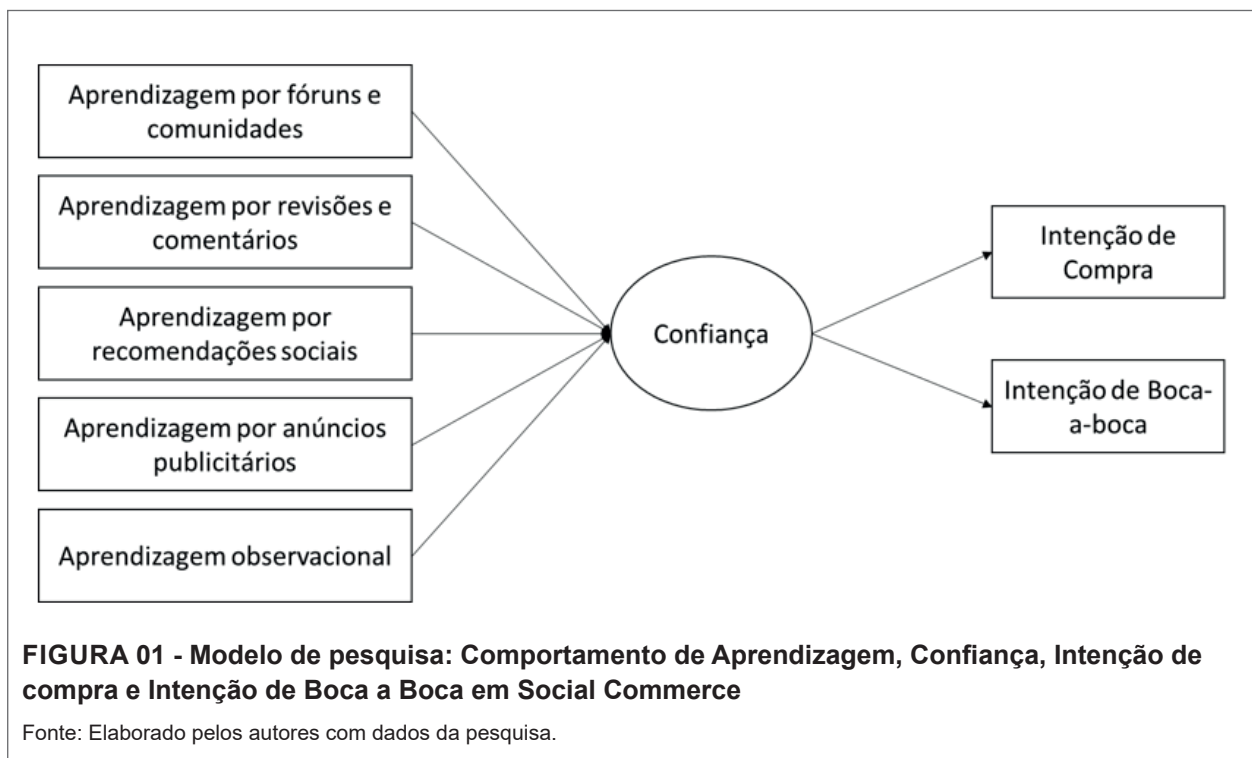 Aprendizagem por fóruns e
comunidades
Aprendizagem por revisões e
comentários
Aprendizagem por
recomendações sociais
Aprendizagem por anúncios
publicitários
Aprendizagem observacional
Confiança
Intenção de
Compra
Intenção de Boca-
a-boca
FIGURA 01 - Modelo de pesquisa: Comportamento de Aprendizagem, Confiança, Intenção de
compra e Intenção de Boca a Boca em Social Commerce
Fonte: Elaborado pelos autores com dados da pesquisa.